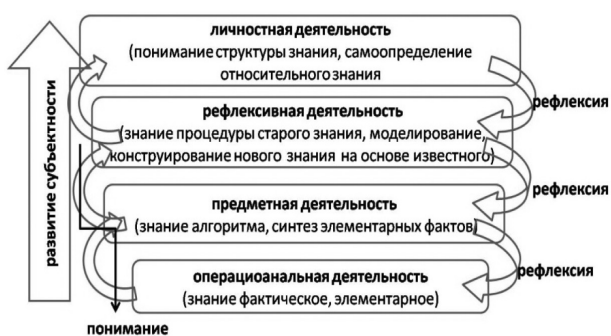 личностная деятельность
(понимание структуры знания, самоопределение
относительного знания
рефлексия
рефлексивная деятельность
(знание процедуры старого знания, моделирование,
конструирование нового знания на основе известного)
рефлексия
предметная деятельность
(знание алгоритма, синтез элементарных фактов)
рефлексия
операциоанальная деятельность
(знание фактическое, элементарное)
понимание
развитие субъектности